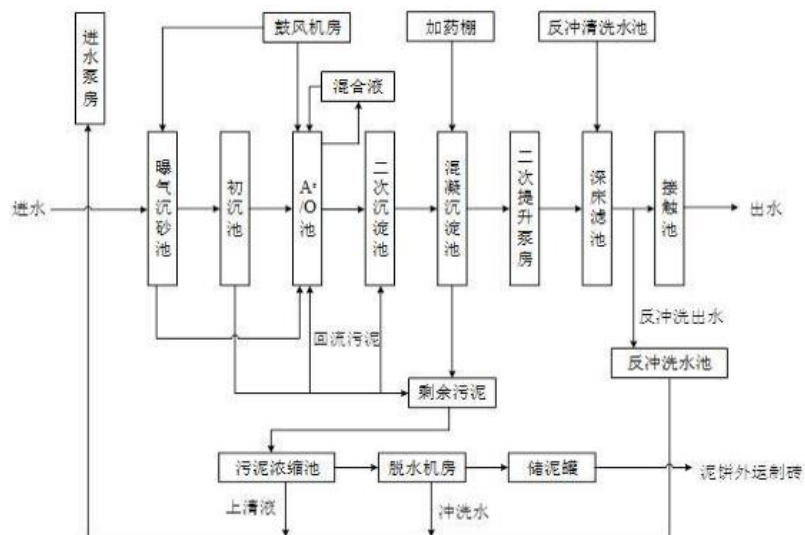 进水泵房
鼓风机房
加药棚
反冲清洗水池
混合液
进水
曝气沉砂池
初沉池
A²/O池
二次沉淀池
混凝沉淀池
二次提升泵房
深床滤池
接触池
出水
回流污泥
反冲洗出水
反冲洗水池
剩余污泥
污泥浓缩池
脱水机房
储泥罐
泥饼外运制砖
上清液
冲洗水